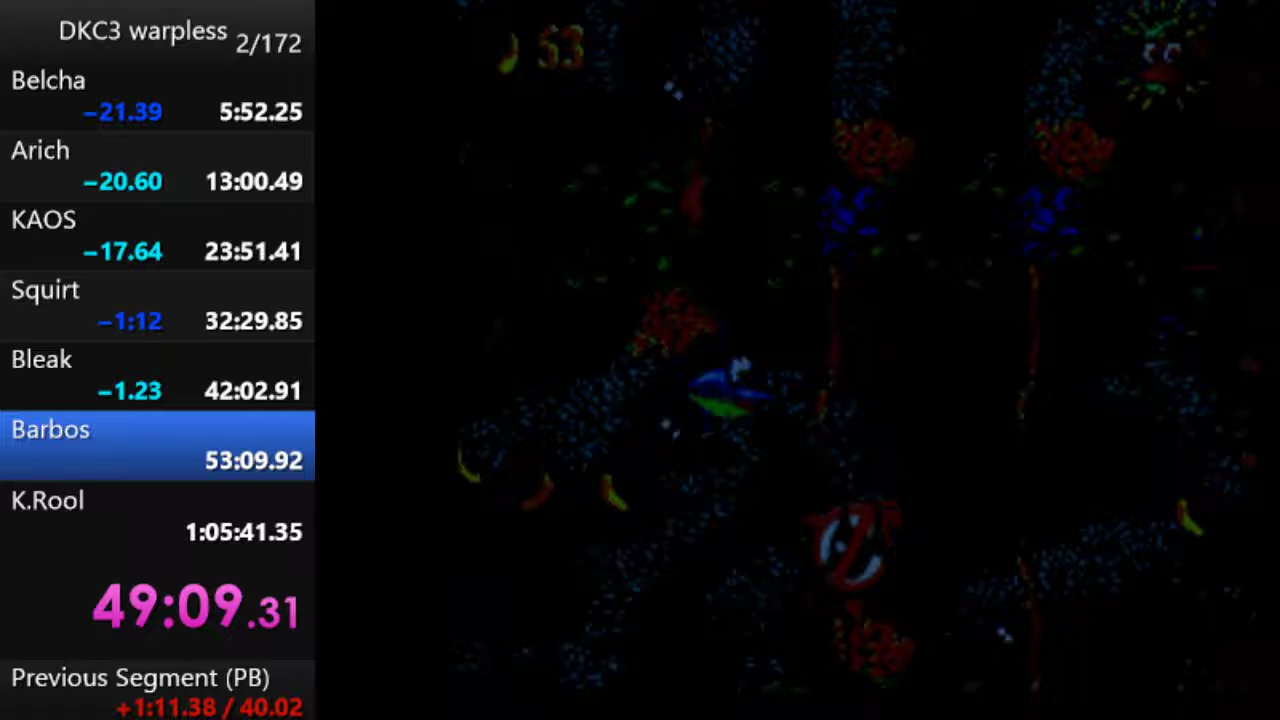 DKC3 warpless 2/172
Belcha
-21.39 5:52.25
Arich
-20.60 13:00.49
KAOS
-17.64 23:51.41
Squirt
-1:12 32:29.85
Bleak
-1.23 42:02.91
Barbos
53:09.92
K.Rool
1:05:41.35
49:09.31
Previous Segment (PB)
+1:11.38 / 40.02
53